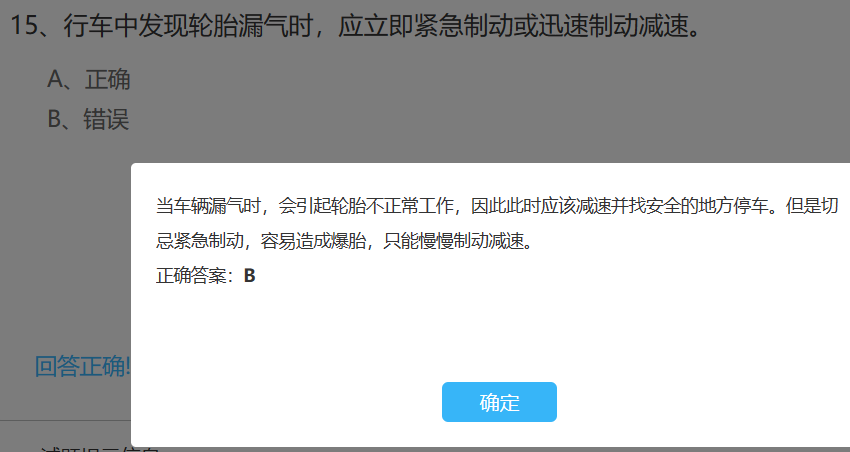 15、行车中发现轮胎漏气时，应立即紧急制动或迅速制动减速。
A、正确
B、错误
当车辆漏气时，会引起轮胎不正常工作，因此此时应该减速并找安全的地方停车。但是切
忌紧急制动，容易造成爆胎，只能慢慢制动减速。
正确答案：B
回答正确!
确定